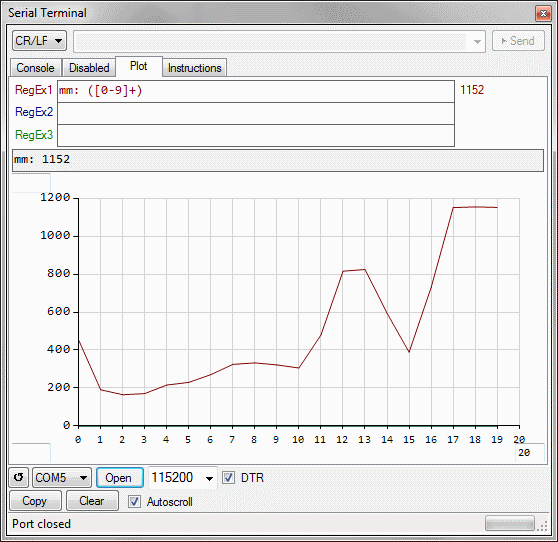 Serial Terminal
CR/LF
Send
Console Disabled Plot Instructions
RegEx1 mm: ([0-9]+) 1152
RegEx2
RegEx3
mm: 1152
1200
1000
800
600
400
200
0
0 1 2 3 4 5 6 7 8 9 10 11 12 13 14 15 16 17 18 19 20
20
COM5 Open 115200 DTR
Copy Clear Autoscroll
Port closed